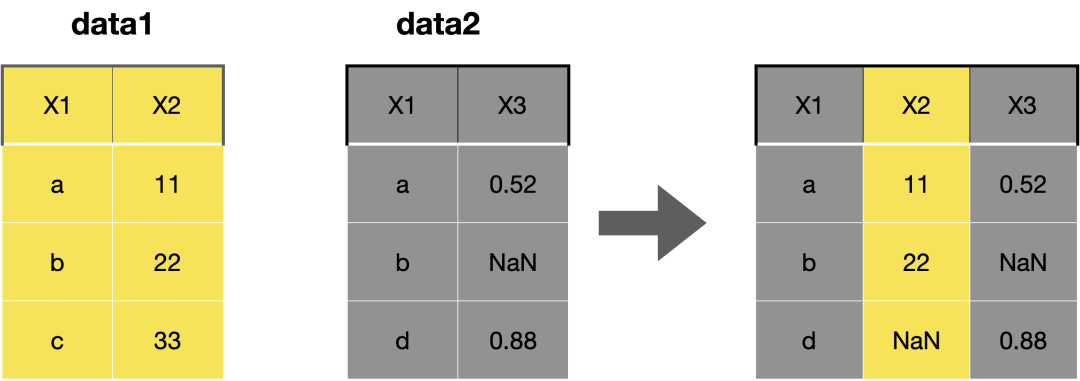 data1 data2
X1 X2 X1 X3 X1 X2 X3
a 11 a 0.52 a 11 0.52
b 22 b NaN b 22 NaN
c 33 d 0.88 d NaN 0.88